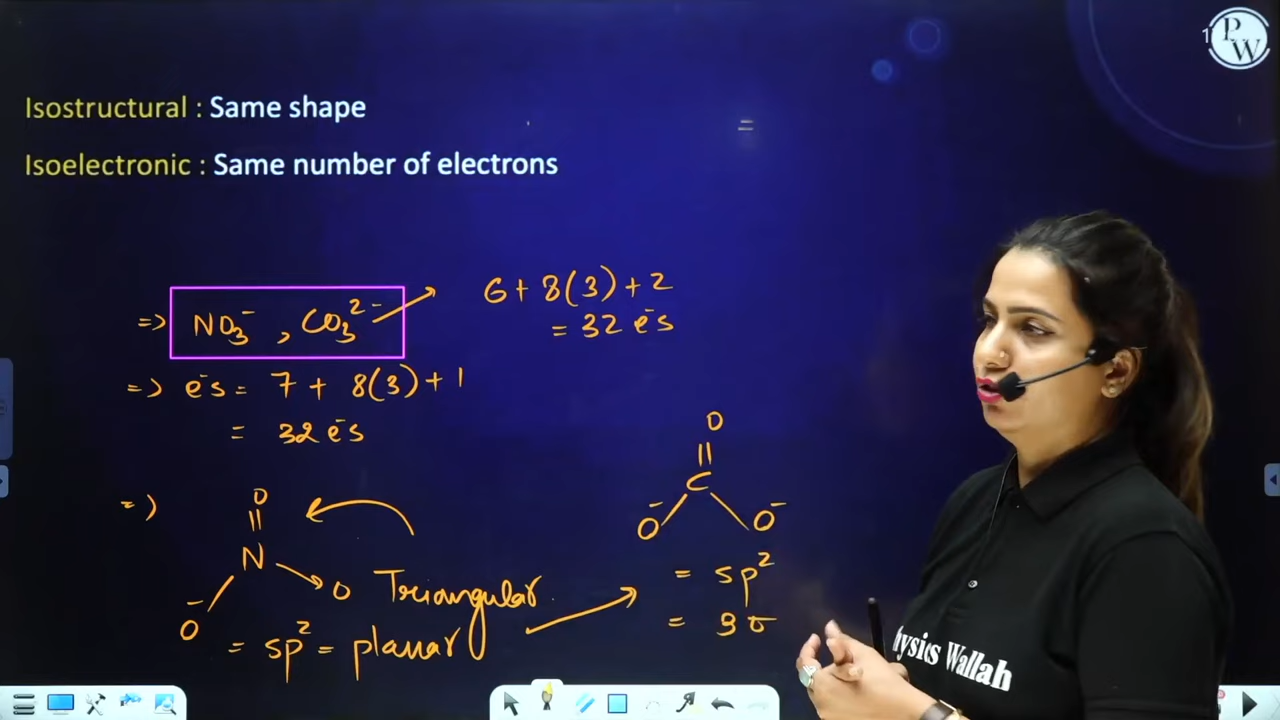 1
PW
Isostructural : Same shape
=
Isoelectronic : Same number of electrons
=> NO₃⁻ , CO₃²⁻
6 + 8(3) + 2
= 32 e⁻s
=> e⁻s = 7 + 8(3) + 1
= 32 e⁻s
=>
O
||
N
O⁻
O
Triangular
= sp² = planar
O
||
C
O⁻
O⁻
= sp²
= 3σ
Physics Wallah